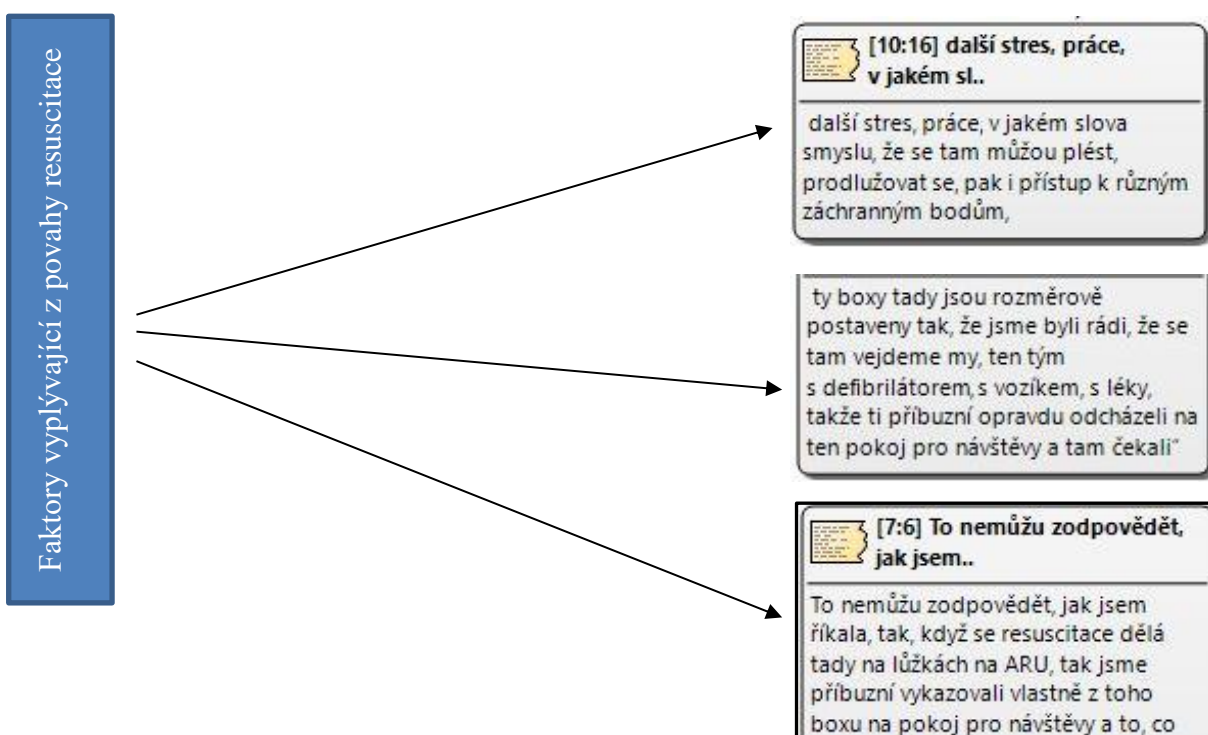 Faktory vyplývající z povahy resuscitace
[10:16] další stres, práce,
v jakém sl..
další stres, práce, v jakém slova
smyslu, že se tam můžou plést,
prodlužovat se, pak i přístup k různým
záchranným bodům,
ty boxy tady jsou rozměrově
postaveny tak, že jsme byli rádi, že se
tam vejdeme my, ten tým
s defibrilátorem, s vozíkem, s léky,
takže ti příbuzní opravdu odcházeli na
ten pokoj pro návštěvy a tam čekali"
[7:6] To nemůžu zodpovědět,
jak jsem..
To nemůžu zodpovědět, jak jsem
říkala, tak, když se resuscitace dělá
tady na lůžkách na ARU, tak jsme
příbuzní vykazovali vlastně z toho
boxu na pokoj pro návštěvy a to, co